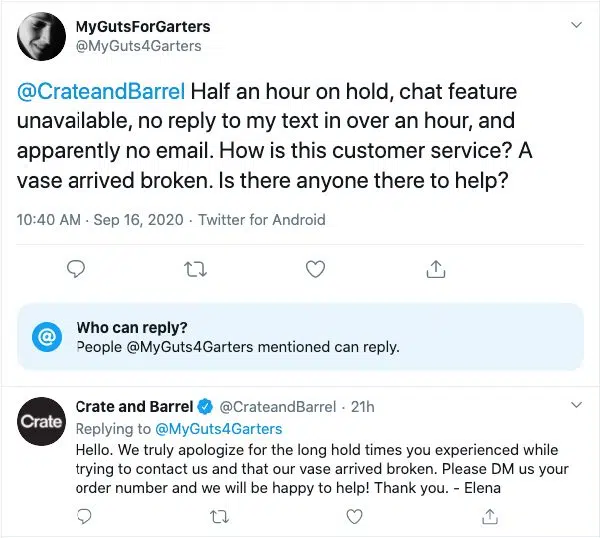 MyGutsForGarters
@MyGuts4Garters
@CrateandBarrel Half an hour on hold, chat feature
unavailable, no reply to my text in over an hour, and
apparently no email. How is this customer service? A
vase arrived broken. Is there anyone there to help?
10:40 AM · Sep 16, 2020 · Twitter for Android
@
Who can reply?
People @MyGuts4Garters mentioned can reply.
Crate
Crate and Barrel @CrateandBarrel · 21h
Replying to @MyGuts4Garters
Hello. We truly apologize for the long hold times you experienced while
trying to contact us and that our vase arrived broken. Please DM us your
order number and we will be happy to help! Thank you. - Elena